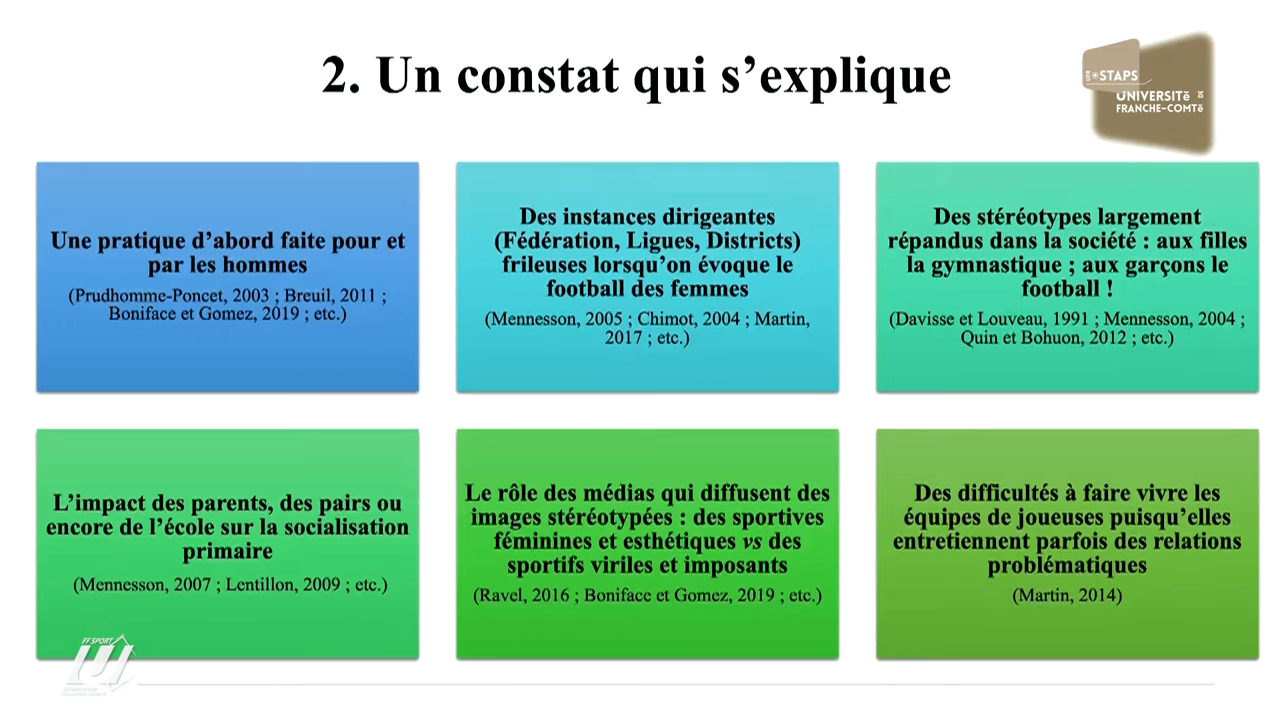 2. Un constat qui s’explique
UFR
STAPS
UNIVERSITē
DE
FRANCHE-COMTē
Une pratique d’abord faite pour et
par les hommes
(Prudhomme-Poncet, 2003 ; Breuil, 2011 ;
Boniface et Gomez, 2019 ; etc.)
Des instances dirigeantes
(Fédération, Ligues, Districts)
frileuses lorsqu’on évoque le
football des femmes
(Mennesson, 2005 ; Chimot, 2004 ; Martin,
2017 ; etc.)
Des stéréotypes largement
répandus dans la société : aux filles
la gymnastique ; aux garçons le
football !
(Davisse et Louveau, 1991 ; Mennesson, 2004 ;
Quin et Bohuon, 2012 ; etc.)
L’impact des parents, des pairs ou
encore de l’école sur la socialisation
primaire
(Mennesson, 2007 ; Lentillon, 2009 ; etc.)
Le rôle des médias qui diffusent des
images stéréotypées : des sportives
féminines et esthétiques vs des
sportifs viriles et imposants
(Ravel, 2016 ; Boniface et Gomez, 2019 ; etc.)
Des difficultés à faire vivre les
équipes de joueuses puisqu’elles
entretiennent parfois des relations
problématiques
(Martin, 2014)
FF SPORT U
FRANCHE-COMTÉ